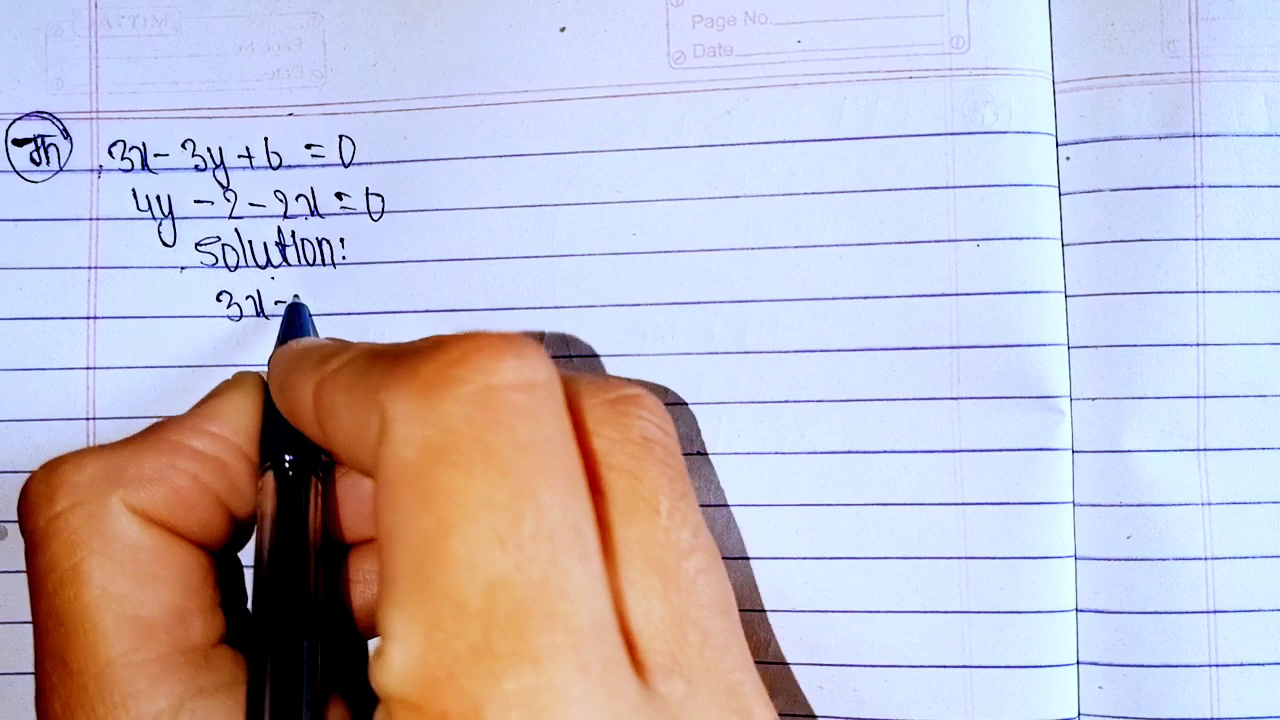 Page No.
Date
झ 3x - 3y + 6 = 0
4y - 2 - 2x = 0
solution:
3x -